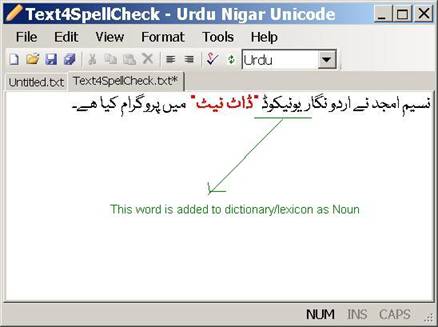 Text4SpellCheck - Urdu Nigar Unicode
File Edit View Format Tools Help
Urdu
Untitled.txt Text4SpellCheck.txt*
نسیم امجد نے اردو نگار یونیکوڈ "ڈاٹ نیٹ" میں پروگرام کیا ھے۔
This word is added to dictionary/lexicon as Noun
NUM INS CAPS